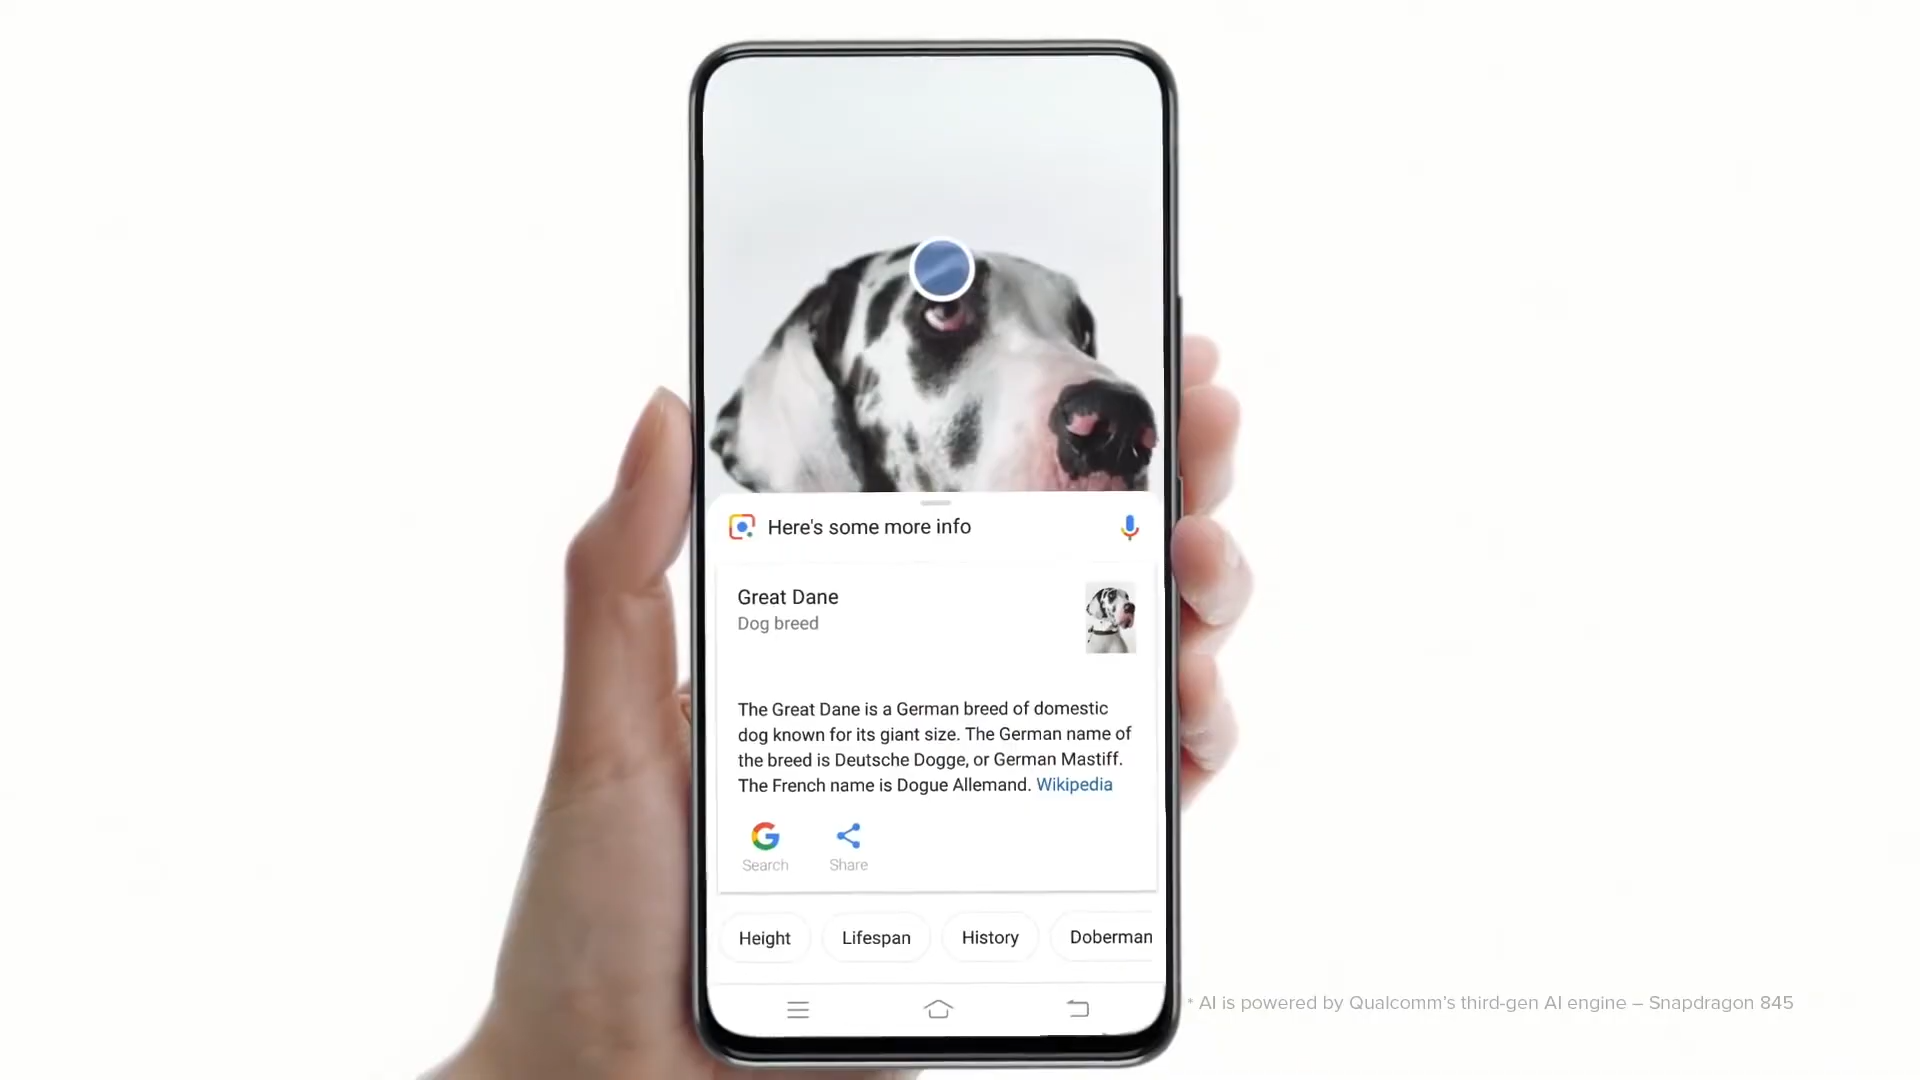 Here's some more info
Great Dane
Dog breed
The Great Dane is a German breed of domestic
dog known for its giant size. The German name of
the breed is Deutsche Dogge, or German Mastiff.
The French name is Dogue Allemand. Wikipedia
Search
Share
Height
Lifespan
History
Doberman
* AI is powered by Qualcomm's third-gen AI engine – Snapdragon 845